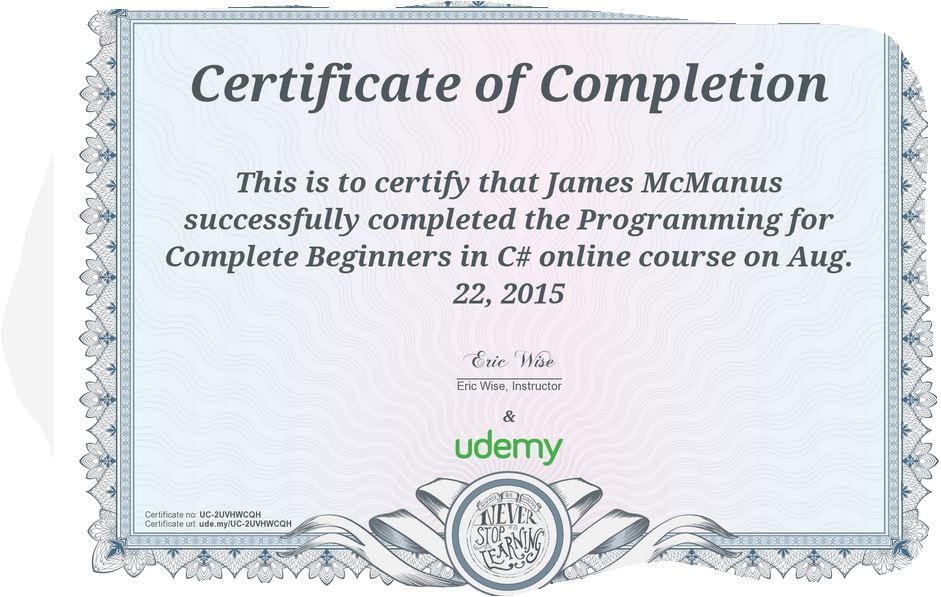 Certificate of Completion
This is to certify that James McManus
successfully completed the Programming for
Complete Beginners in C# online course on Aug.
22, 2015
Eric Wise
Eric Wise, Instructor
&
udemy
Certificate no: UC-2UVHWCQH
Certificate url: ude.my/UC-2UVHWCQH
NEVER
STOP
LEARNING